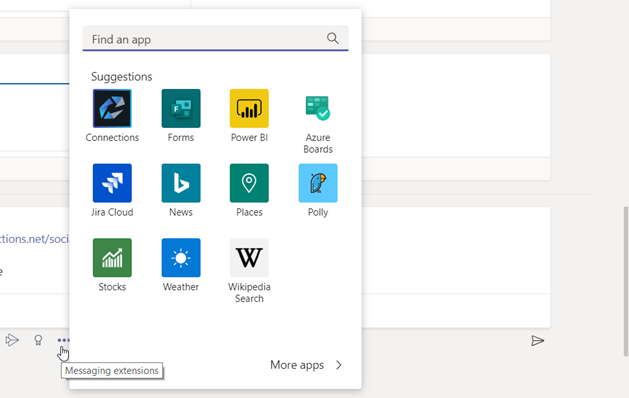 Find an app
Suggestions
Connections
Forms
Power BI
Azure
Boards
Jira Cloud
News
Places
Polly
ctions.net/soci
e
Stocks
Weather
W
Wikipedia
Search
More apps
Messaging extensions